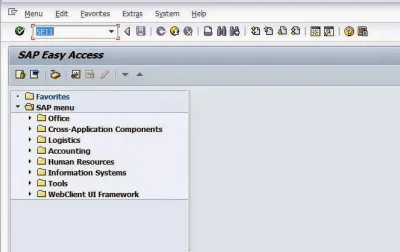 Menu Edit Favorites Extras System Help
SE11
SAP Easy Access
Favorites
SAP menu
Office
Cross-Application Components
Logistics
Accounting
Human Resources
Information Systems
Tools
WebClient UI Framework